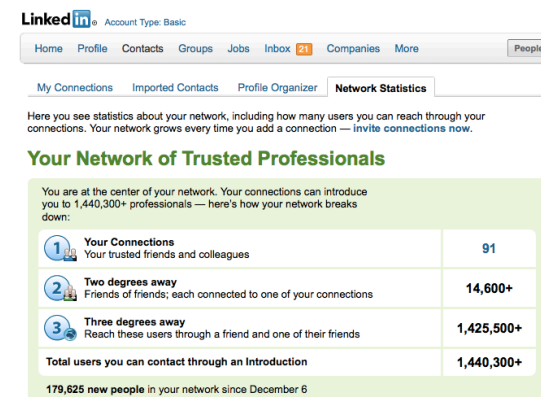 Linked in® Account Type: Basic
Home Profile Contacts Groups Jobs Inbox 21 Companies More People
My Connections Imported Contacts Profile Organizer Network Statistics
Here you see statistics about your network, including how many users you can reach through your
connections. Your network grows every time you add a connection — invite connections now.
Your Network of Trusted Professionals
You are at the center of your network. Your connections can introduce
you to 1,440,300+ professionals — here's how your network breaks
down:
1 Your Connections 91
Your trusted friends and colleagues
2 Two degrees away 14,600+
Friends of friends; each connected to one of your connections
3 Three degrees away 1,425,500+
Reach these users through a friend and one of their friends
Total users you can contact through an Introduction 1,440,300+
179,625 new people in your network since December 6